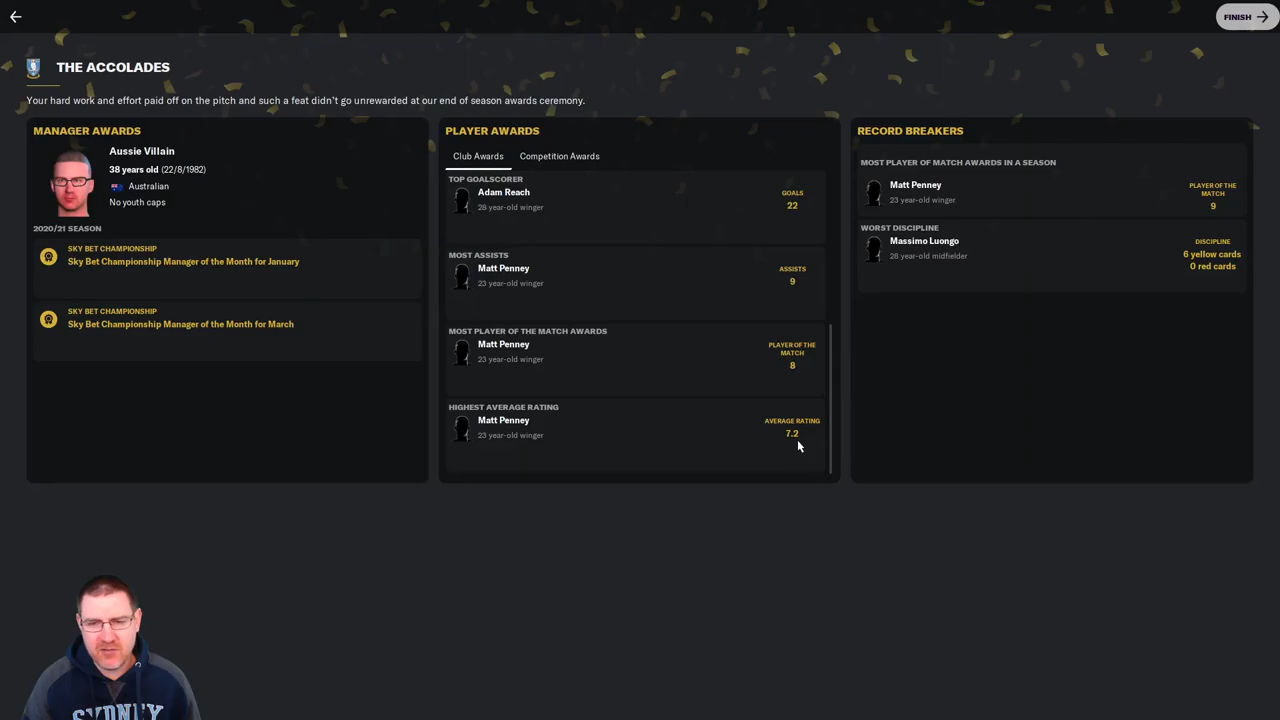 FINISH
THE ACCOLADES
Your hard work and effort paid off on the pitch and such a feat didn't go unrewarded at our end of season awards ceremony.
MANAGER AWARDS
Aussie Villain
38 years old (22/8/1982)
Australian
No youth caps
2020/21 SEASON
SKY BET CHAMPIONSHIP
Sky Bet Championship Manager of the Month for January
SKY BET CHAMPIONSHIP
Sky Bet Championship Manager of the Month for March
PLAYER AWARDS
Club Awards Competition Awards
TOP GOALSCORER
Adam Reach
28 year-old winger
GOALS
22
MOST ASSISTS
Matt Penney
23 year-old winger
ASSISTS
9
MOST PLAYER OF THE MATCH AWARDS
Matt Penney
23 year-old winger
PLAYER OF THE
MATCH
8
HIGHEST AVERAGE RATING
Matt Penney
23 year-old winger
AVERAGE RATING
7.2
RECORD BREAKERS
MOST PLAYER OF MATCH AWARDS IN A SEASON
Matt Penney
23 year-old winger
PLAYER OF THE
MATCH
9
WORST DISCIPLINE
Massimo Luongo
28 year-old midfielder
DISCIPLINE
6 yellow cards
0 red cards
SYDNEY